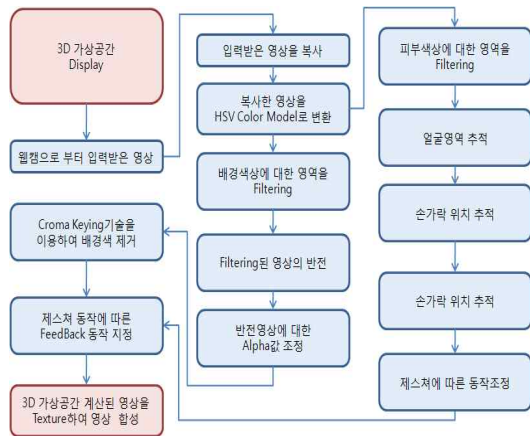 3D 가상공간
Display
웹캠으로 부터 입력받은 영상
입력받은 영상을 복사
복사한 영상을
HSV Color Model로 변환
배경색상에 대한 영역을
Filtering
Filtering된 영상의 반전
반전영상에 대한
Alpha값 조정
피부색상에 대한 영역을
Filtering
얼굴영역 추적
손가락 위치 추적
손가락 위치 추적
제스쳐에 따른 동작조정
Croma Keying기술을
이용하여 배경색 제거
제스쳐 동작에 따른
FeedBack 동작 지정
3D 가상공간 계산된 영상을
Texture하여 영상 합성